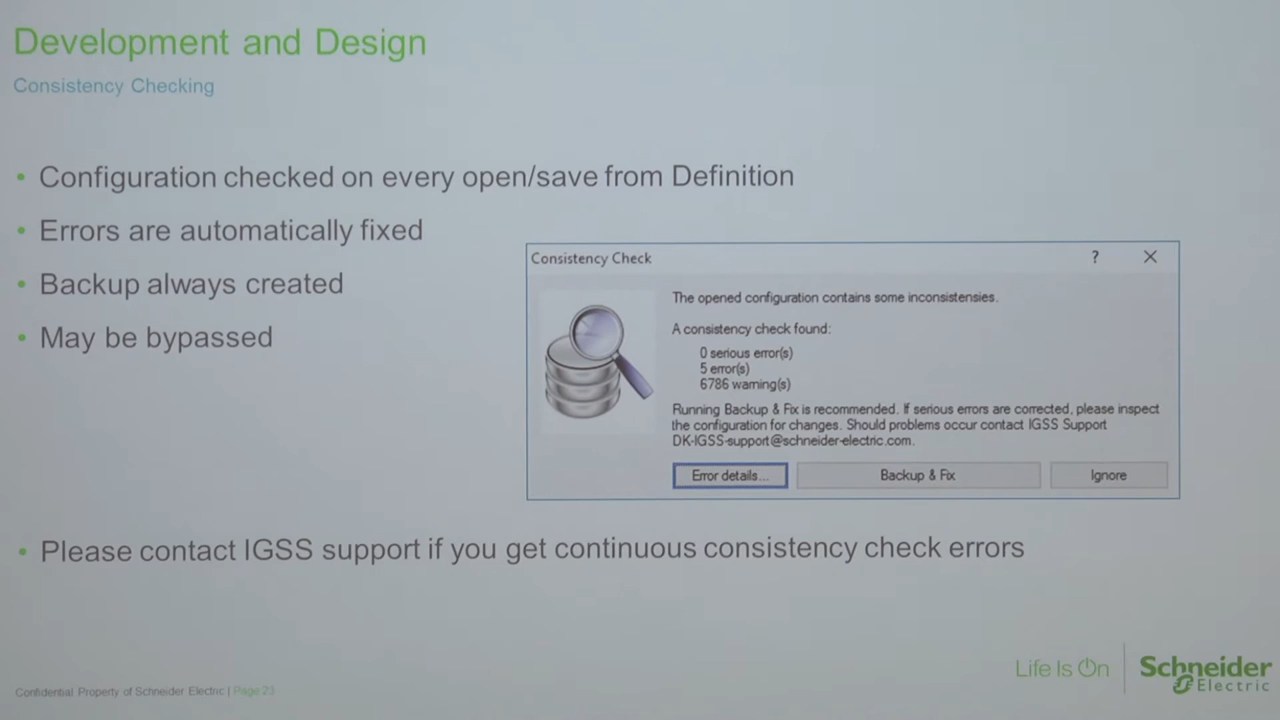 Development and Design
Consistency Checking
• Configuration checked on every open/save from Definition
• Errors are automatically fixed
• Backup always created
• May be bypassed
Consistency Check ? ×
The opened configuration contains some inconsistensies.
A consistency check found:
0 serious error(s)
5 error(s)
6786 warning(s)
Running Backup & Fix is recommended. If serious errors are corrected, please inspect
the configuration for changes. Should problems occur contact IGSS Support
DK-IGSS-support@schneider-electric.com.
Error details... Backup & Fix Ignore
• Please contact IGSS support if you get continuous consistency check errors
Life Is On
Schneider
Electric
Confidential Property of Schneider Electric | Page 23